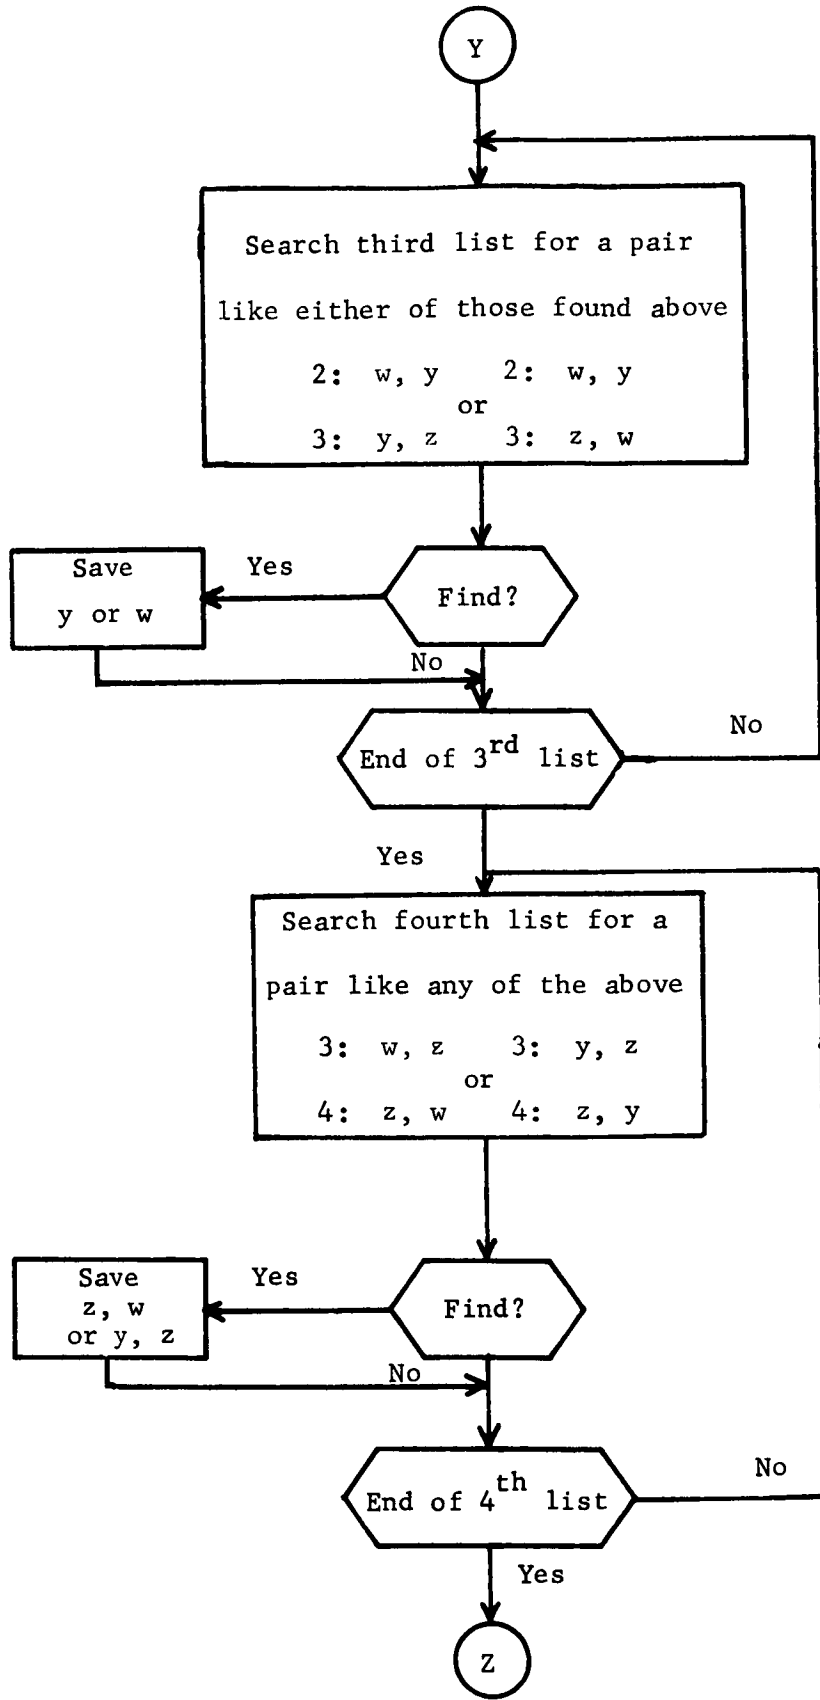 Y
Search third list for a pair
like either of those found above
2: w, y 2: w, y
or
3: y, z 3: z, w
Find?
Yes
Save
y or w
No
End of 3rd list
No
Yes
Search fourth list for a
pair like any of the above
3: w, z 3: y, z
or
4: z, w 4: z, y
Find?
Yes
Save
z, w
or y, z
No
End of 4th list
No
Yes
Z